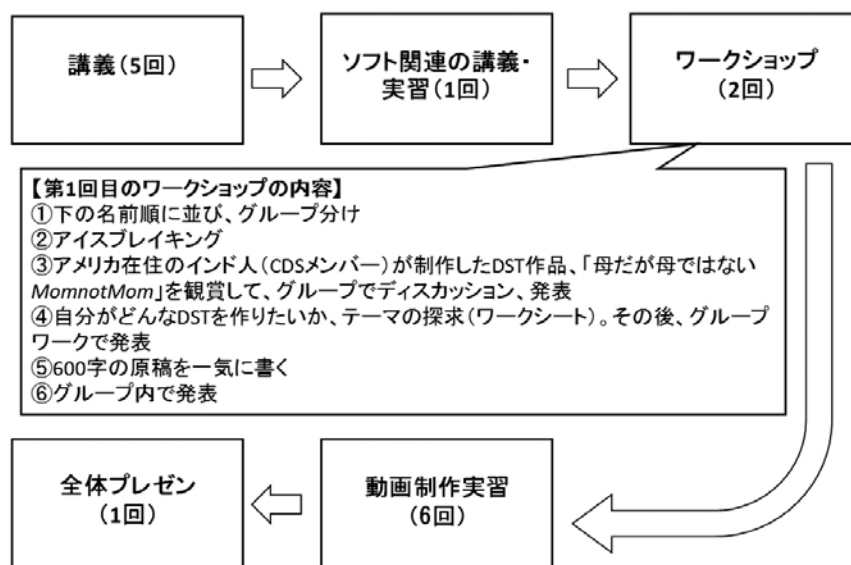 講義(5回)
ソフト関連の講義・
実習(1回)
ワークショップ
(2回)
【第1回目のワークショップの内容】
①下の名前順に並び、グループ分け
②アイスブレイキング
③アメリカ在住のインド人(CDSメンバー)が制作したDST作品、「母だが母ではない
MomnotMom」を観賞して、グループでディスカッション、発表
④自分がどんなDSTを作りたいか、テーマの探求(ワークシート)。その後、グループ
ワークで発表
⑤600字の原稿を一気に書く
⑥グループ内で発表
全体プレゼン
(1回)
動画制作実習
(6回)